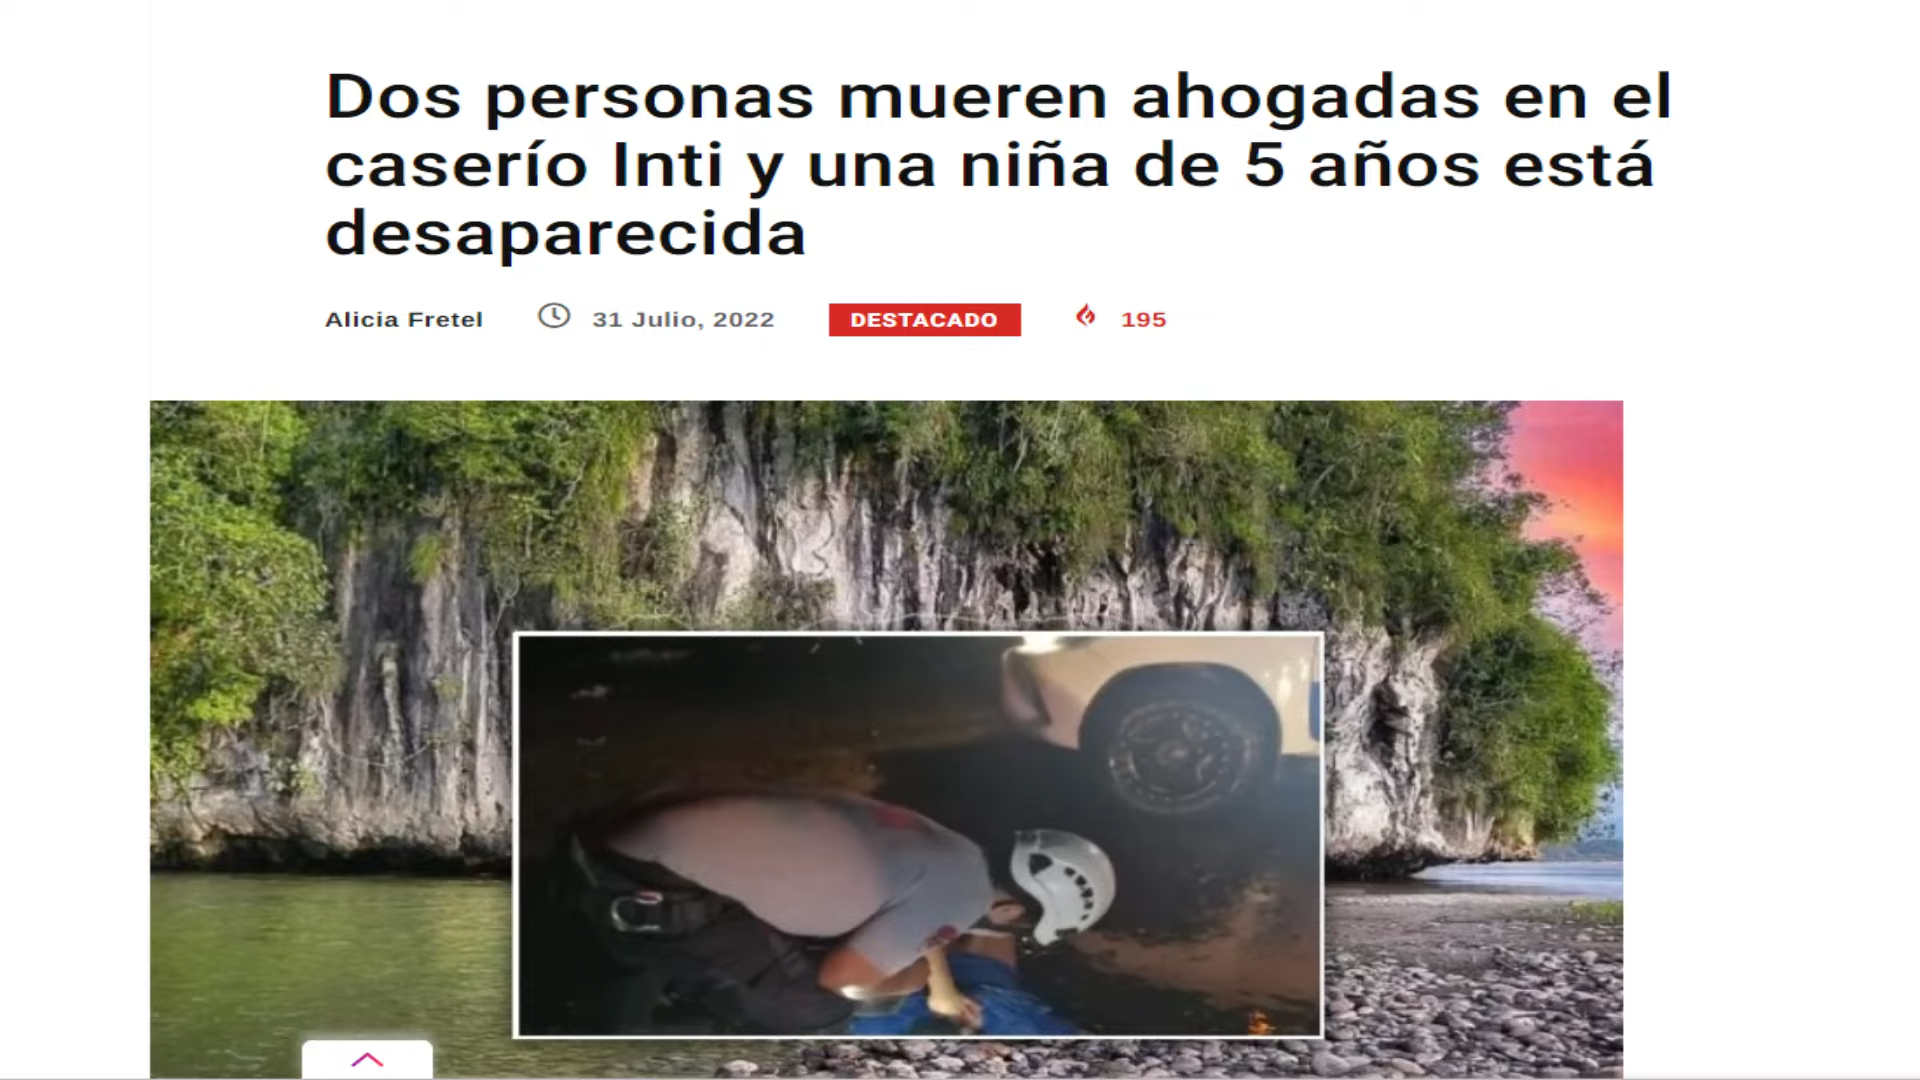 Dos personas mueren ahogadas en el
caserío Inti y una niña de 5 años está
desaparecida
Alicia Fretel 31 Julio, 2022 DESTACADO 195